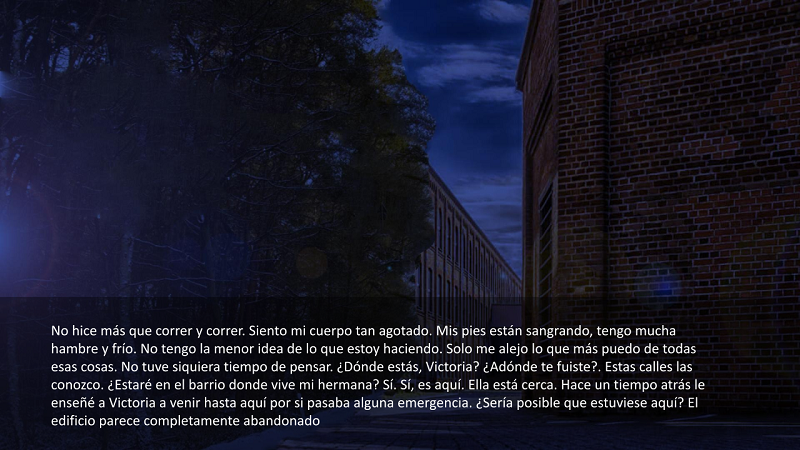 No hice más que correr y correr. Siento mi cuerpo tan agotado. Mis pies están sangrando, tengo mucha
hambre y frío. No tengo la menor idea de lo que estoy haciendo. Solo me alejo lo que más puedo de todas
esas cosas. No tuve siquiera tiempo de pensar. ¿Dónde estás, Victoria? ¿Adónde te fuiste?. Estas calles las
conozco. ¿Estaré en el barrio donde vive mi hermana? Sí. Sí, es aquí. Ella está cerca. Hace un tiempo atrás le
enseñé a Victoria a venir hasta aquí por si pasaba alguna emergencia. ¿Sería posible que estuviese aquí? El
edificio parece completamente abandonado